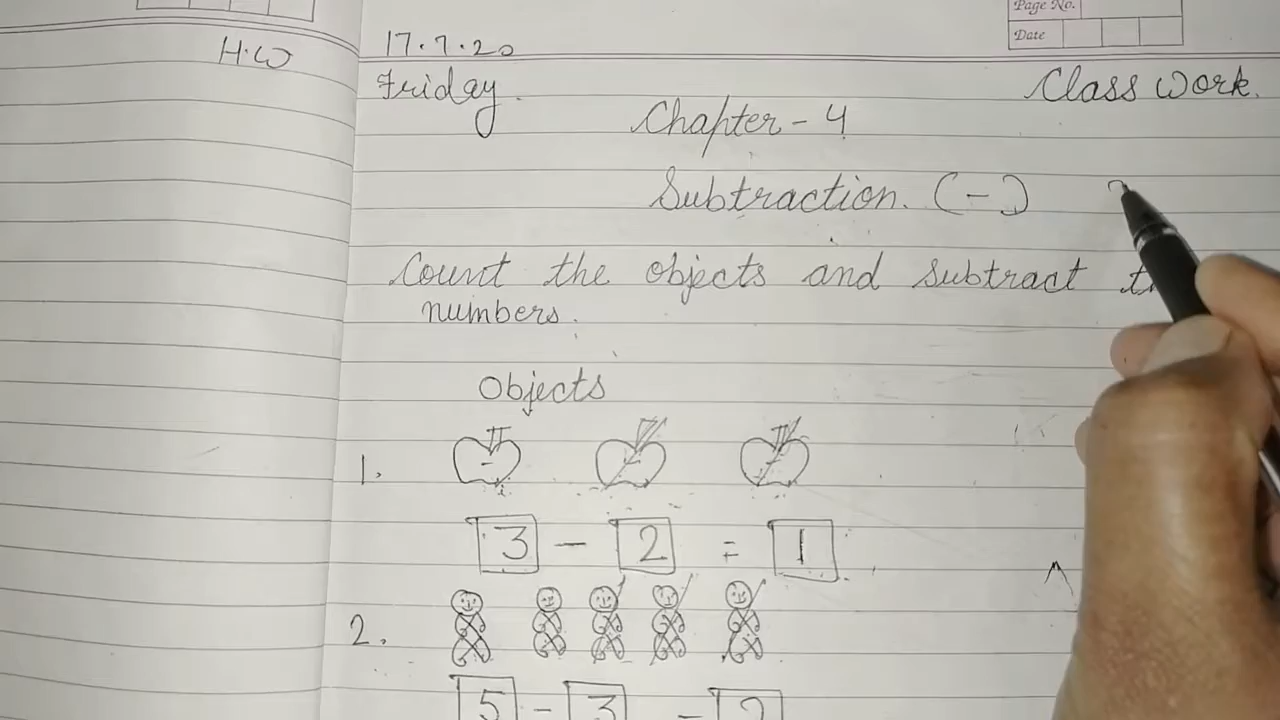 Page No.
Date
H.W
17.7.20
Friday.
Class Work.
Chapter - 4
Subtraction. (-)
Count the objects and subtract
numbers.
Objects
1.
3 - 2 = 1
2.
5 - 3 = 2